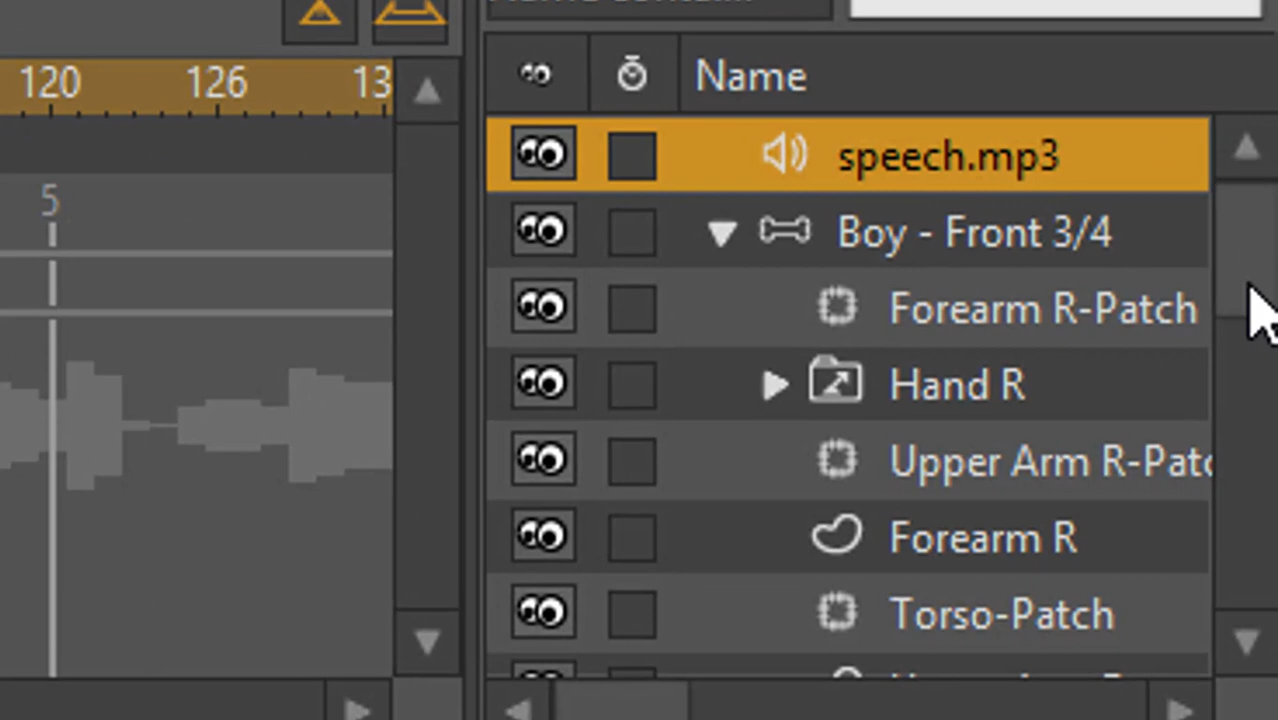 120 126 13
5
Name
speech.mp3
Boy - Front 3/4
Forearm R-Patch
Hand R
Upper Arm R-Patc
Forearm R
Torso-Patch